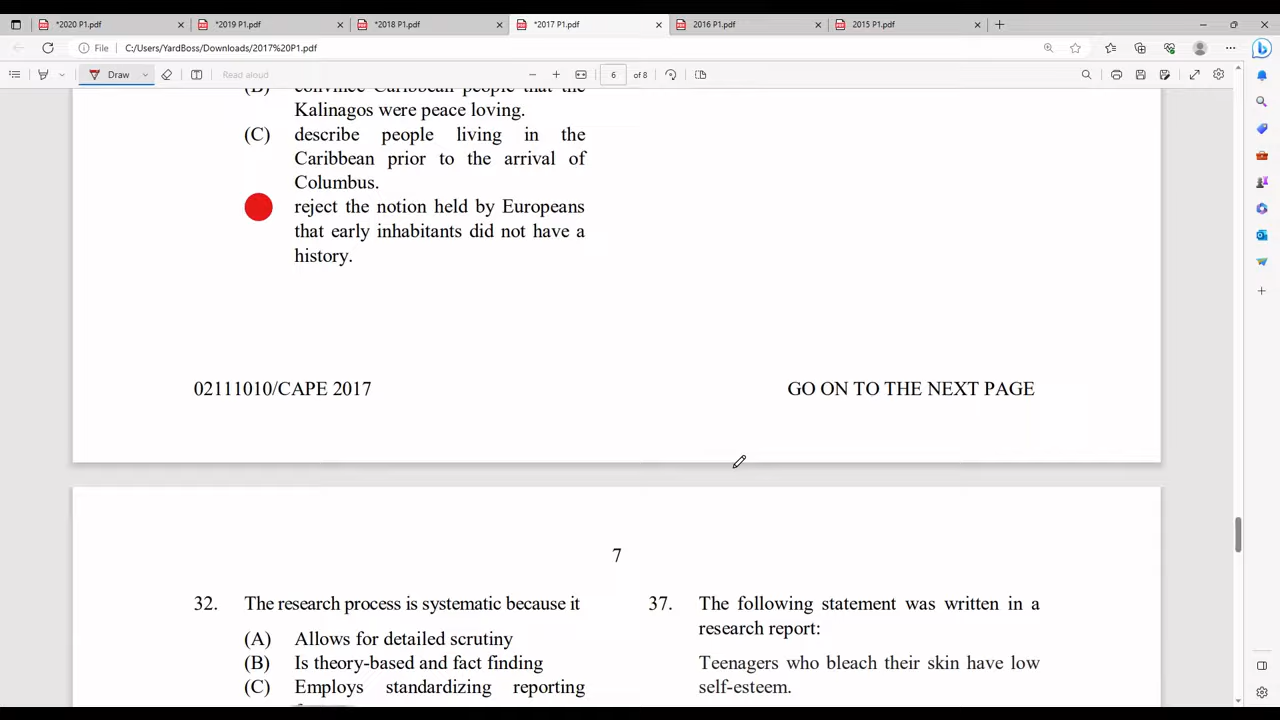 *2020 P1.pdf
*2019 P1.pdf
*2018 P1.pdf
*2017 P1.pdf
2016 P1.pdf
2015 P1.pdf
File
C:/Users/YardBoss/Downloads/2017%20P1.pdf
Draw
Read aloud
6 of 8
(B) convince Caribbean people that the
Kalinagos were peace loving.
(C) describe people living in the
Caribbean prior to the arrival of
Columbus.
reject the notion held by Europeans
that early inhabitants did not have a
history.
02111010/CAPE 2017
GO ON TO THE NEXT PAGE
7
32. The research process is systematic because it
(A) Allows for detailed scrutiny
(B) Is theory-based and fact finding
(C) Employs standardizing reporting
37. The following statement was written in a
research report:
Teenagers who bleach their skin have low
self-esteem.